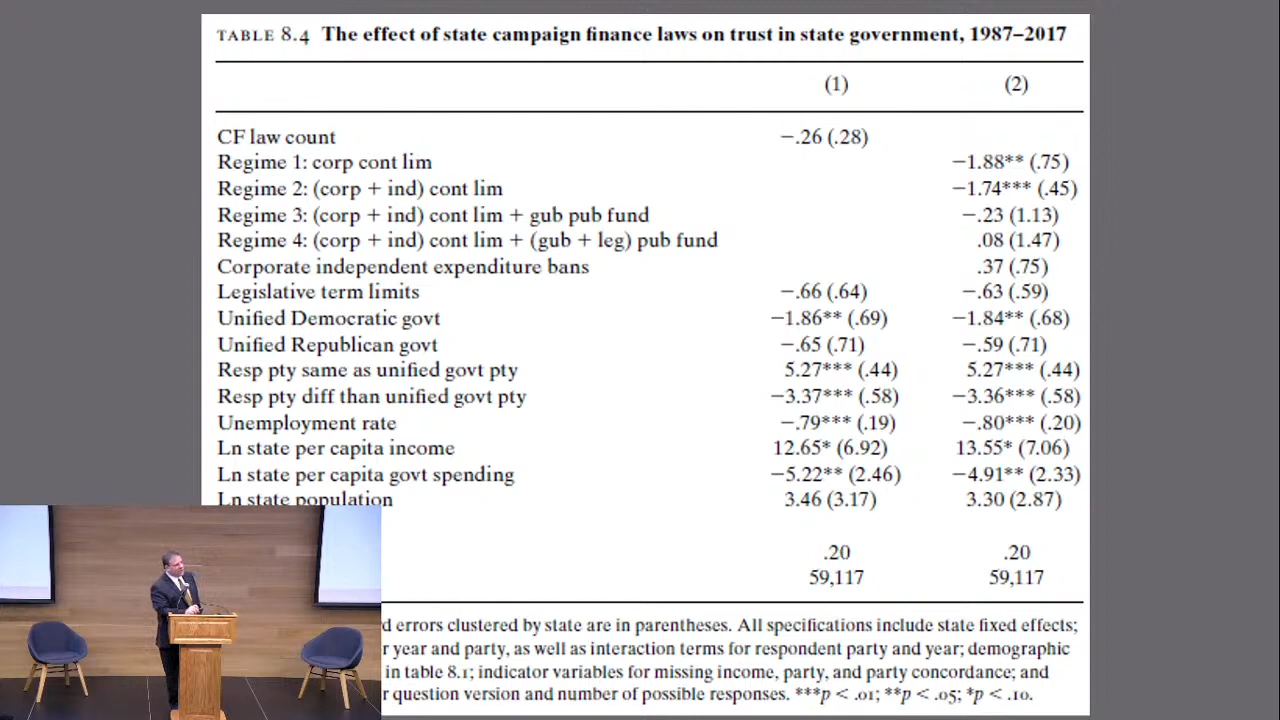 TABLE 8.4 The effect of state campaign finance laws on trust in state government, 1987–2017
(1) (2)
CF law count −.26 (.28)
Regime 1: corp cont lim −1.88** (.75)
Regime 2: (corp + ind) cont lim −1.74*** (.45)
Regime 3: (corp + ind) cont lim + gub pub fund −.23 (1.13)
Regime 4: (corp + ind) cont lim + (gub + leg) pub fund .08 (1.47)
Corporate independent expenditure bans .37 (.75)
Legislative term limits −.66 (.64) −.63 (.59)
Unified Democratic govt −1.86** (.69) −1.84** (.68)
Unified Republican govt −.65 (.71) −.59 (.71)
Resp pty same as unified govt pty 5.27*** (.44) 5.27*** (.44)
Resp pty diff than unified govt pty −3.37*** (.58) −3.36*** (.58)
Unemployment rate −.79*** (.19) −.80*** (.20)
Ln state per capita income 12.65* (6.92) 13.55* (7.06)
Ln state per capita govt spending −5.22** (2.46) −4.91** (2.33)
Ln state population 3.46 (3.17) 3.30 (2.87)
.20 .20
59,117 59,117
errors clustered by state are in parentheses. All specifications include state fixed effects;
year and party, as well as interaction terms for respondent party and year; demographic
in table 8.1; indicator variables for missing income, party, and party concordance; and
question version and number of possible responses. ***p < .01; **p < .05; *p < .10.